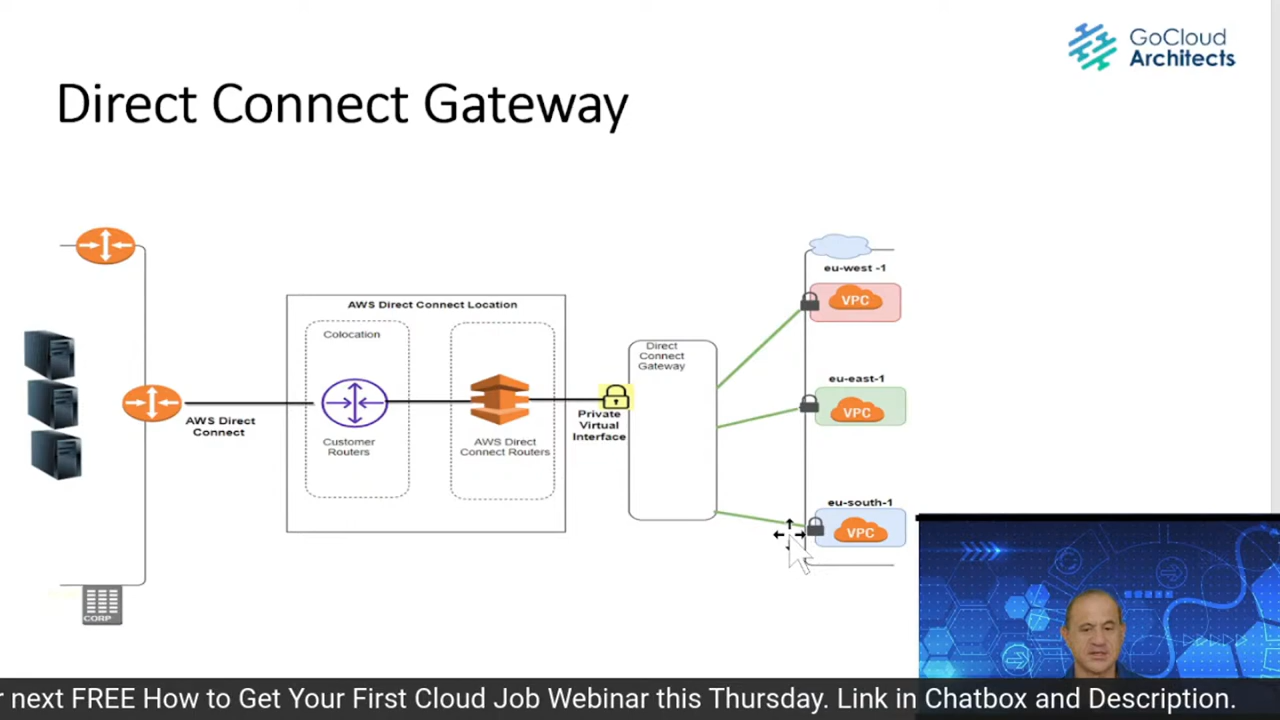 GoCloud
Architects
Direct Connect Gateway
eu-west -1
VPC
AWS Direct Connect Location
Colocation
Direct
Connect
Gateway
eu-east-1
VPC
AWS Direct
Connect
Private
Virtual
Interface
Customer
Routers
AWS Direct
Connect Routers
eu-south-1
VPC
CORP
r next FREE How to Get Your First Cloud Job Webinar this Thursday. Link in Chatbox and Description.